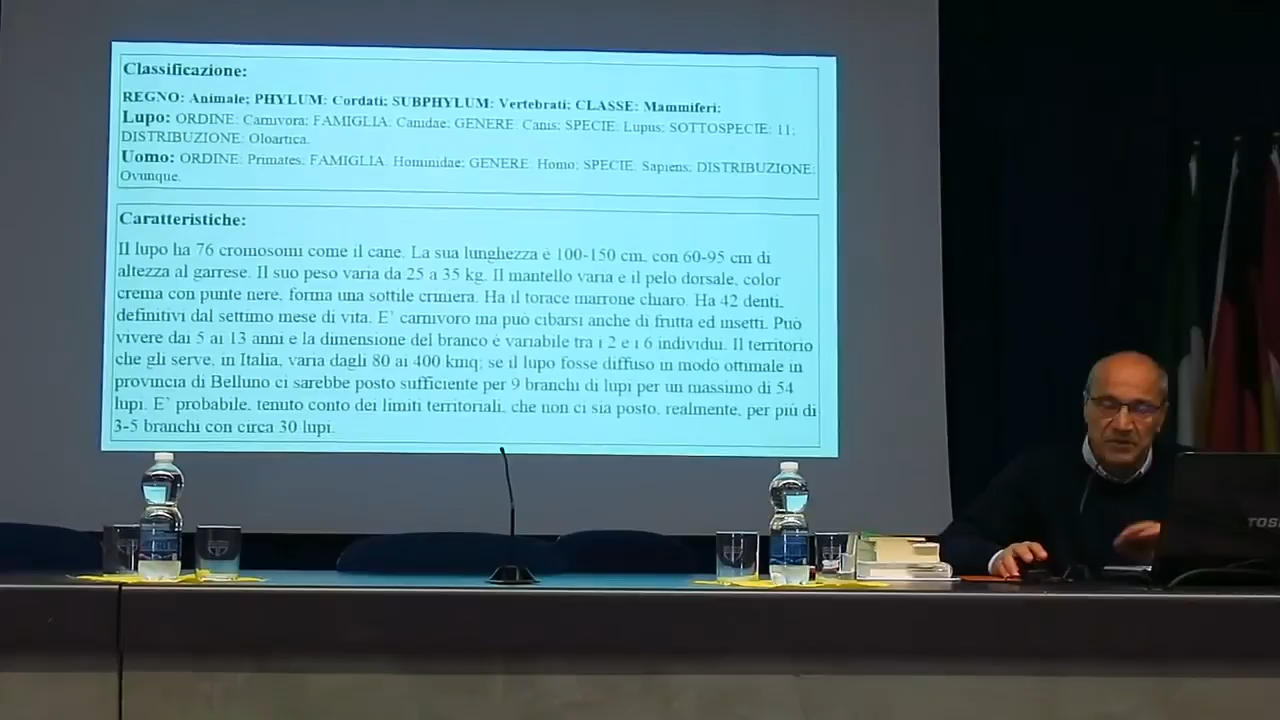 Classificazione:
REGNO: Animale; PHYLUM: Cordati; SUBPHYLUM: Vertebrati; CLASSE: Mammiferi;
Lupo: ORDINE: Carnivora; FAMIGLIA: Canidae; GENERE: Canis; SPECIE: Lupus; SOTTOSPECIE: 11;
DISTRIBUZIONE: Oloartica.
Uomo: ORDINE: Primates; FAMIGLIA: Hominidae; GENERE: Homo; SPECIE: Sapiens; DISTRIBUZIONE:
Ovunque.
Caratteristiche:
Il lupo ha 76 cromosomi come il cane. La sua lunghezza è 100-150 cm, con 60-95 cm di
altezza al garrese. Il suo peso varia da 25 a 35 kg. Il mantello varia e il pelo dorsale, color
crema con punte nere, forma una sottile criniera. Ha il torace marrone chiaro. Ha 42 denti,
definitivi dal settimo mese di vita. E' carnivoro ma può cibarsi anche di frutta ed insetti. Può
vivere dai 5 ai 13 anni e la dimensione del branco è variabile tra i 2 e i 6 individui. Il territorio
che gli serve, in Italia, varia dagli 80 ai 400 kmq; se il lupo fosse diffuso in modo ottimale in
provincia di Belluno ci sarebbe posto sufficiente per 9 branchi di lupi per un massimo di 54
lupi. E' probabile, tenuto conto dei limiti territoriali, che non ci sia posto, realmente, per più di
3-5 branchi con circa 30 lupi.
TOS